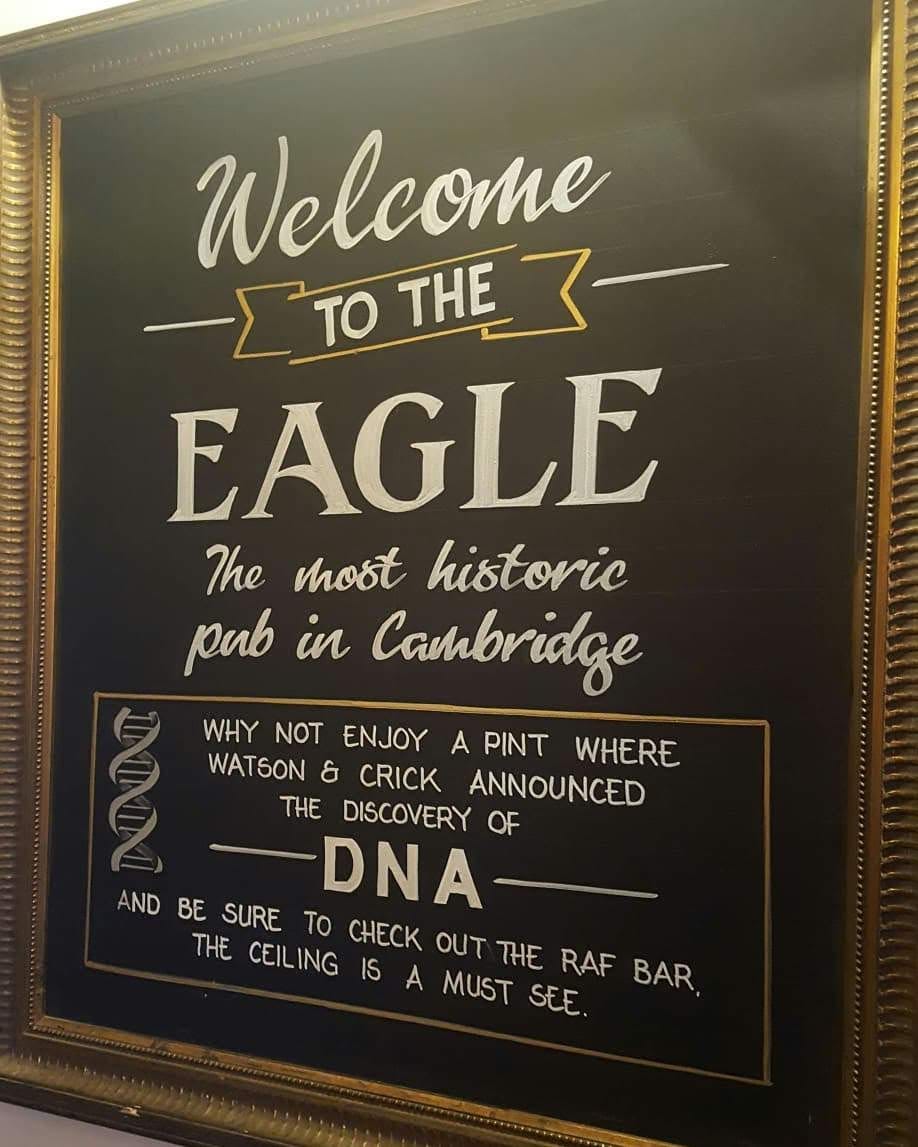 Welcome
TO THE
EAGLE
The most historic
pub in Cambridge
WHY NOT ENJOY A PINT WHERE
WATSON & CRICK ANNOUNCED
THE DISCOVERY OF
DNA
AND BE SURE TO CHECK OUT THE RAF BAR,
THE CEILING IS A MUST SEE.